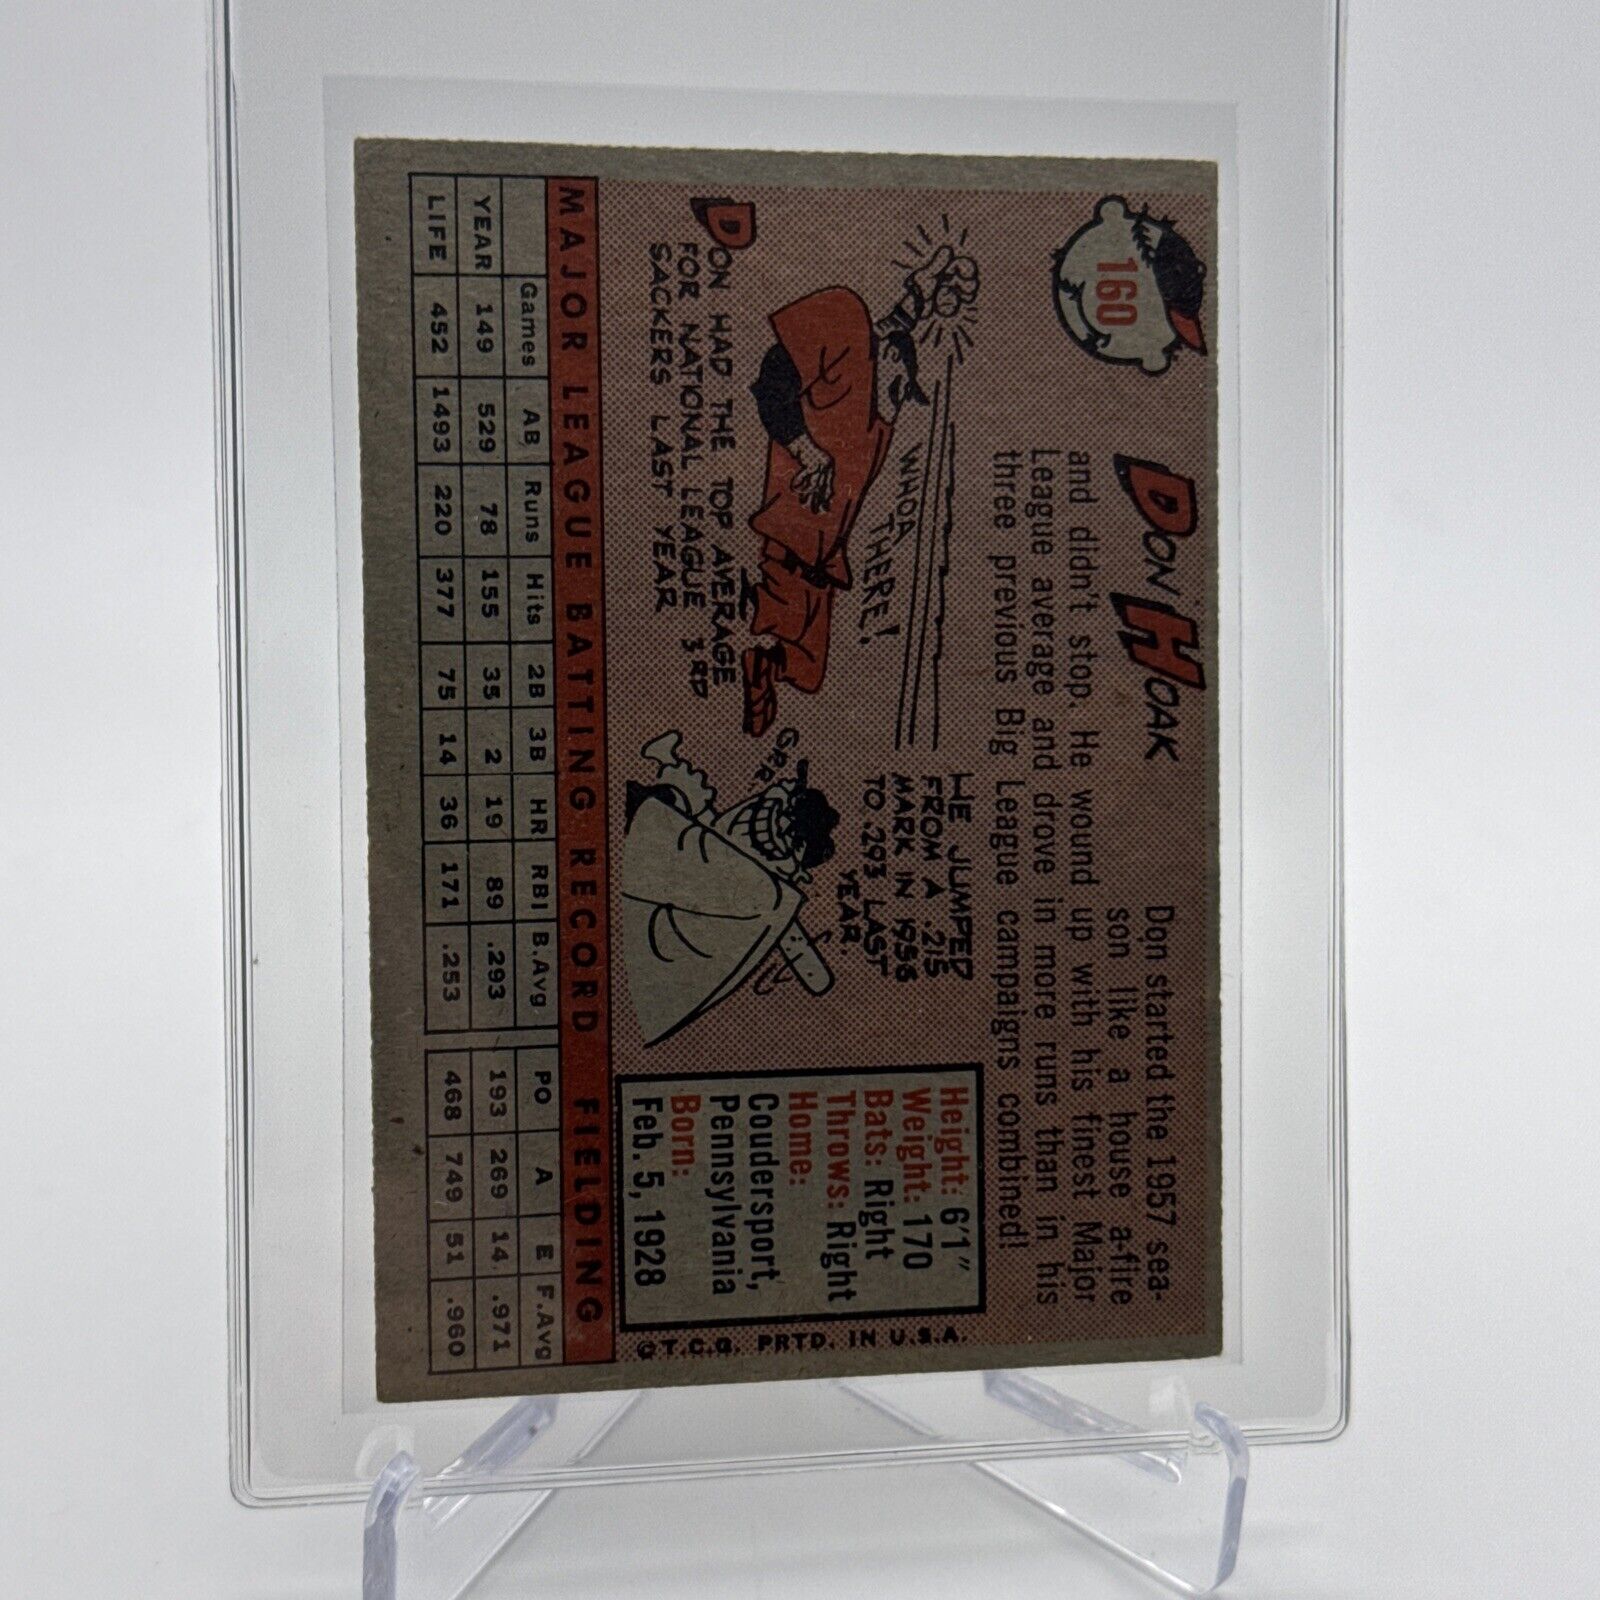 160
DON HOAK
Don started the 1957 sea-
son like a house a-fire
and didn't stop. He wound up with his finest Major
League average and drove in more runs than in his
three previous Big League campaigns combined!
WHOA THERE!
DON HAD THE TOP AVERAGE
FOR NATIONAL LEAGUE 3RD
SACKERS LAST YEAR
HE JUMPED
FROM A .215
MARK IN 1956
TO .293 LAST
YEAR.
GRRR!
Height: 6'1"
Weight: 170
Bats: Right
Throws: Right
Home:
Coudersport,
Pennsylvania
Born:
Feb. 5, 1928
©T.C.G. PRTD. IN U.S.A.
MAJOR LEAGUE BATTING RECORD FIELDING
Games AB Runs Hits 2B 3B HR RBI B.Avg PO A E F.Avg
YEAR 149 529 78 155 35 2 19 89 .293 193 269 14 .971
LIFE 452 1493 220 377 75 14 36 171 .253 468 749 51 .960